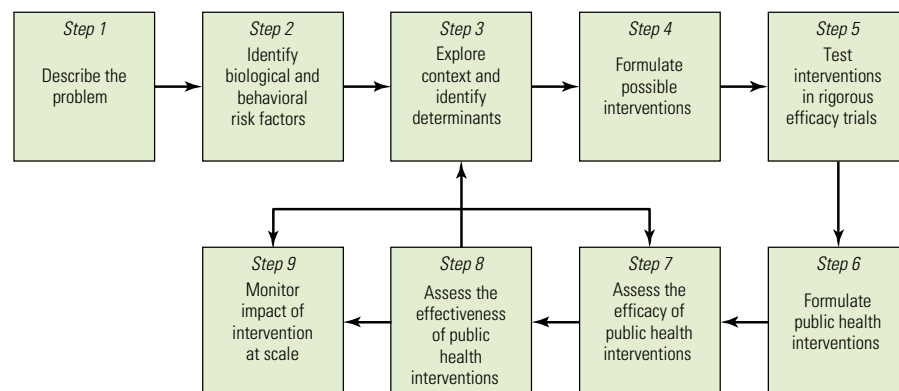 Step 1
Describe the
problem
Step 2
Identify
biological and
behavioral
risk factors
Step 3
Explore
context and
identify
determinants
Step 4
Formulate
possible
interventions
Step 5
Test
interventions
in rigorous
efficacy trials
Step 9
Monitor
impact of
intervention
at scale
Step 8
Assess the
effectiveness
of public
health
interventions
Step 7
Assess the
efficacy of
public health
interventions
Step 6
Formulate
public health
interventions